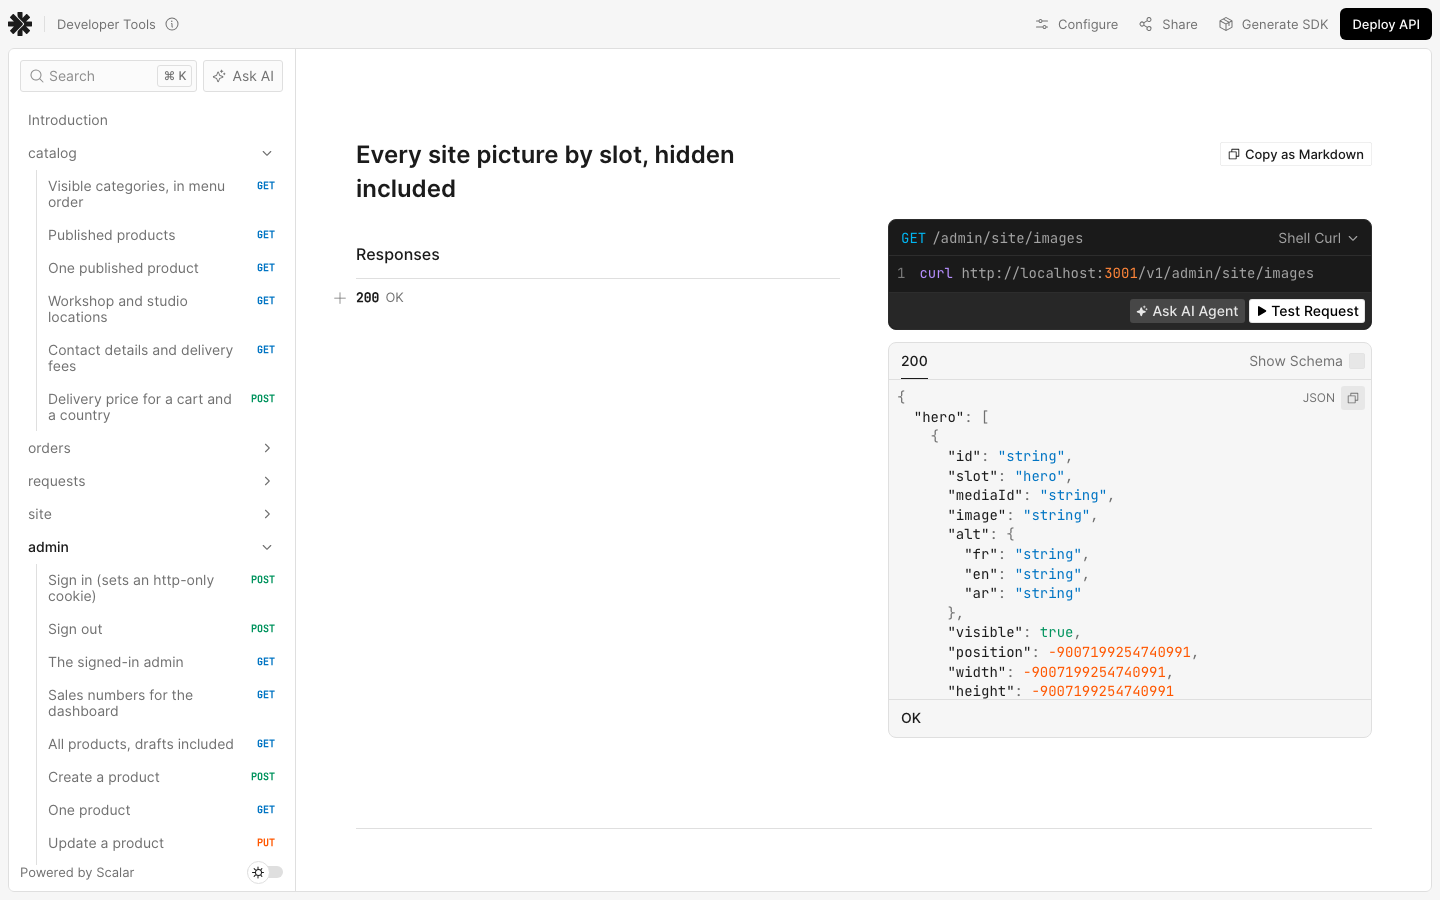 Developer Tools
Configure
Share
Generate SDK
Deploy API
Search
⌘ K
Ask AI
Introduction
catalog
Visible categories, in menu order
GET
Published products
GET
One published product
GET
Workshop and studio locations
GET
Contact details and delivery fees
GET
Delivery price for a cart and a country
POST
orders
requests
site
admin
Sign in (sets an http-only cookie)
POST
Sign out
POST
The signed-in admin
GET
Sales numbers for the dashboard
GET
All products, drafts included
GET
Create a product
POST
One product
GET
Update a product
PUT
Powered by Scalar
Every site picture by slot, hidden
included
Copy as Markdown
Responses
200 OK
GET /admin/site/images
Shell Curl
1 curl http://localhost:3001/v1/admin/site/images
Ask AI Agent
Test Request
200
Show Schema
JSON
{
"hero": [
{
"id": "string",
"slot": "hero",
"mediaId": "string",
"image": "string",
"alt": {
"fr": "string",
"en": "string",
"ar": "string"
},
"visible": true,
"position": -9007199254740991,
"width": -9007199254740991,
"height": -9007199254740991
OK